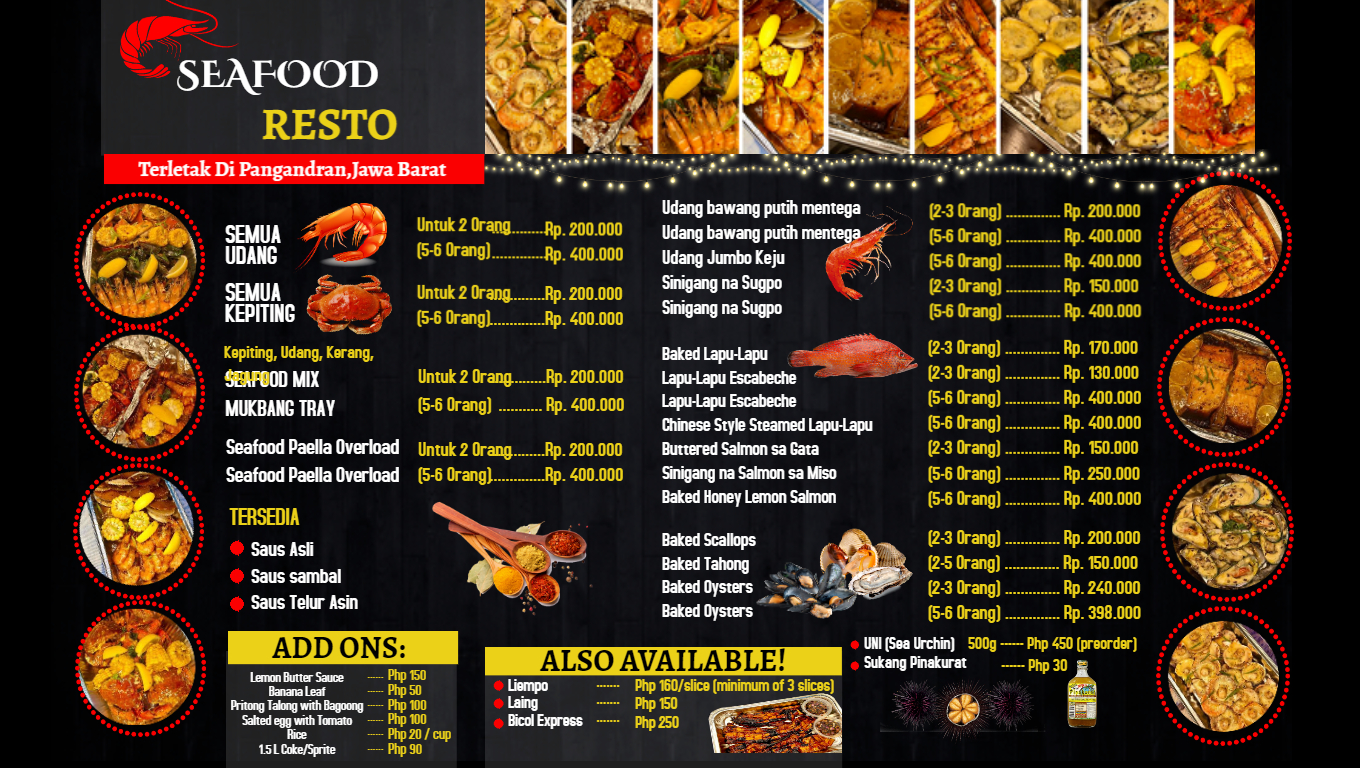 SEAFOOD
RESTO
Terletak Di Pangandran,Jawa Barat
SEMUA
UDANG
Untuk 2 Orang............Rp. 200.000
(5-6 Orang)..............Rp. 400.000
SEMUA
KEPITING
Untuk 2 Orang............Rp. 200.000
(5-6 Orang)..............Rp. 400.000
Kepiting, Udang, Kerang,
SEAFOOD MIX
MUKBANG TRAY
Untuk 2 Orang............Rp. 200.000
(5-6 Orang) ........... Rp. 400.000
Seafood Paella Overload Untuk 2 Orang............Rp. 200.000
Seafood Paella Overload (5-6 Orang)..............Rp. 400.000
TERSEDIA
Saus Asli
Saus sambal
Saus Telur Asin
ADD ONS:
Lemon Butter Sauce ----- Php 150
Banana Leaf ----- Php 50
Pritong Talong with Bagoong ----- Php 100
Salted egg with Tomato ----- Php 100
Rice ----- Php 20 / cup
1.5 L Coke/Sprite ----- Php 90
Udang bawang putih mentega (2-3 Orang) ............. Rp. 200.000
Udang bawang putih mentega (5-6 Orang) ............. Rp. 400.000
Udang Jumbo Keju (5-6 Orang) ............. Rp. 400.000
Sinigang na Sugpo (2-3 Orang) ............. Rp. 150.000
Sinigang na Sugpo (5-6 Orang) ............. Rp. 400.000
Baked Lapu-Lapu (2-3 Orang) ............. Rp. 170.000
Lapu-Lapu Escabeche (2-3 Orang) ............. Rp. 130.000
Lapu-Lapu Escabeche (5-6 Orang) ............. Rp. 400.000
Chinese Style Steamed Lapu-Lapu (5-6 Orang) ............. Rp. 400.000
Buttered Salmon sa Gata (2-3 Orang) ............. Rp. 150.000
Sinigang na Salmon sa Miso (5-6 Orang) ............. Rp. 250.000
Baked Honey Lemon Salmon (5-6 Orang) ............. Rp. 400.000
Baked Scallops (2-3 Orang) ............. Rp. 200.000
Baked Tahong (2-5 Orang) ............. Rp. 150.000
Baked Oysters (2-3 Orang) ............. Rp. 240.000
Baked Oysters (5-6 Orang) ............. Rp. 398.000
ALSO AVAILABLE!
Liempo ------- Php 160/slice (minimum of 3 slices)
Laing ------- Php 150
Bicol Express ------- Php 250
UNI (Sea Urchin) 500g ------ Php 450 (preorder)
Sukang Pinakurat ------ Php 30